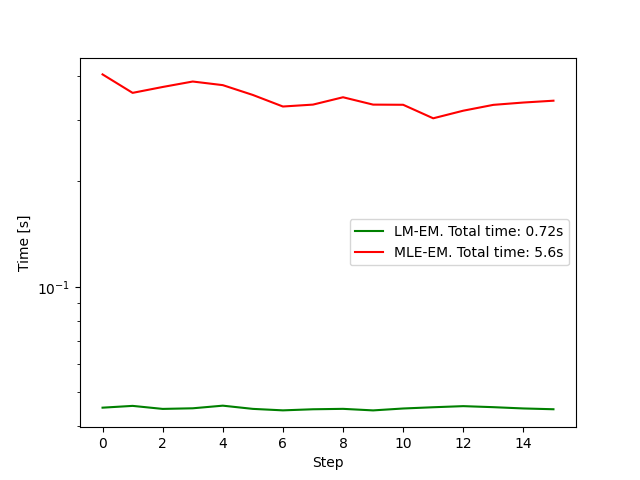 Time [s]
10⁻¹
LM-EM. Total time: 0.72s
MLE-EM. Total time: 5.6s
0 2 4 6 8 10 12 14
Step